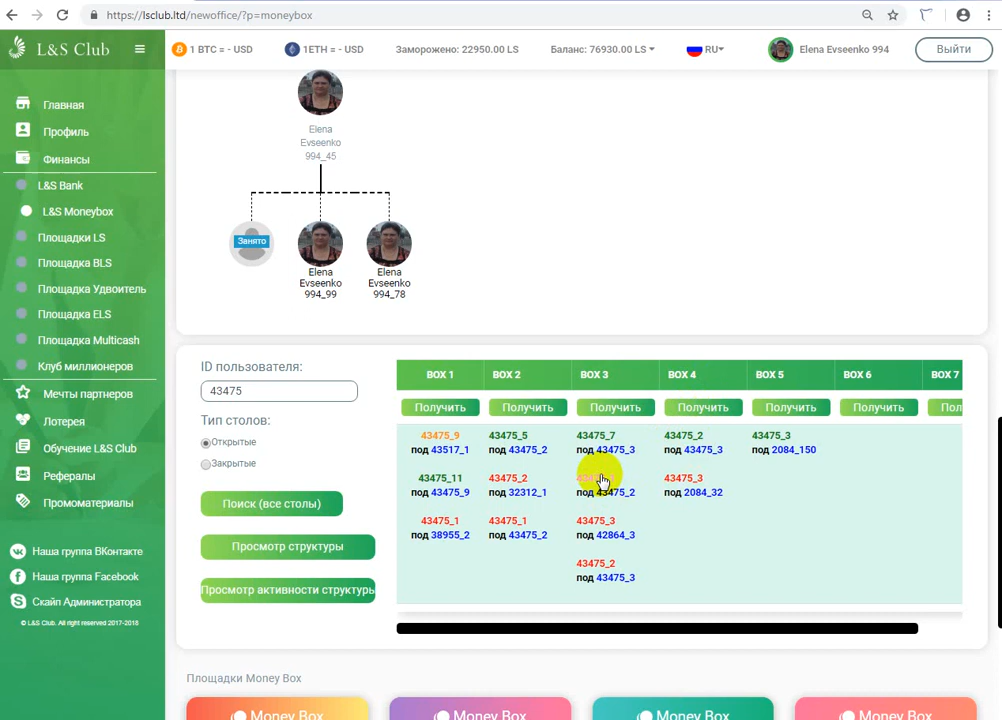 https://lsclub.ltd/newoffice/?p=moneybox
L&S Club
1 BTC = - USD
1ETH = - USD
Заморожено: 22950.00 LS
Баланс: 76930.00 LS
RU
Elena Evseenko 994
Выйти
Главная
Профиль
Финансы
L&S Bank
L&S Moneybox
Площадки LS
Площадка BLS
Площадка Удвоитель
Площадка ELS
Площадка Multicash
Клуб миллионеров
Мечты партнеров
Лотерея
Обучение L&S Club
Рефералы
Промоматериалы
Наша группа ВКонтакте
Наша группа Facebook
Скайп Администратора
© L&S Club. All right reserved 2017-2018
Elena
Evseenko
994_45
Занято
Elena
Evseenko
994_99
Elena
Evseenko
994_78
ID пользователя:
43475
Тип столов:
Открытые
Закрытые
Поиск (все столы)
Просмотр структуры
Просмотр активности структуры
BOX 1 BOX 2 BOX 3 BOX 4 BOX 5 BOX 6 BOX 7
Получить Получить Получить Получить Получить Получить Пол
43475_9 43475_5 43475_7 43475_2 43475_3
под 43517_1 под 43475_2 под 43475_3 под 43475_3 под 2084_150
43475_11 43475_2 43475_3
под 43475_9 под 32312_1 под 43475_2 под 2084_32
43475_1 43475_1 43475_3
под 38955_2 под 43475_2 под 42864_3
43475_2
под 43475_3
Площадки Money Box
Money Box Money Box Money Box Money Box